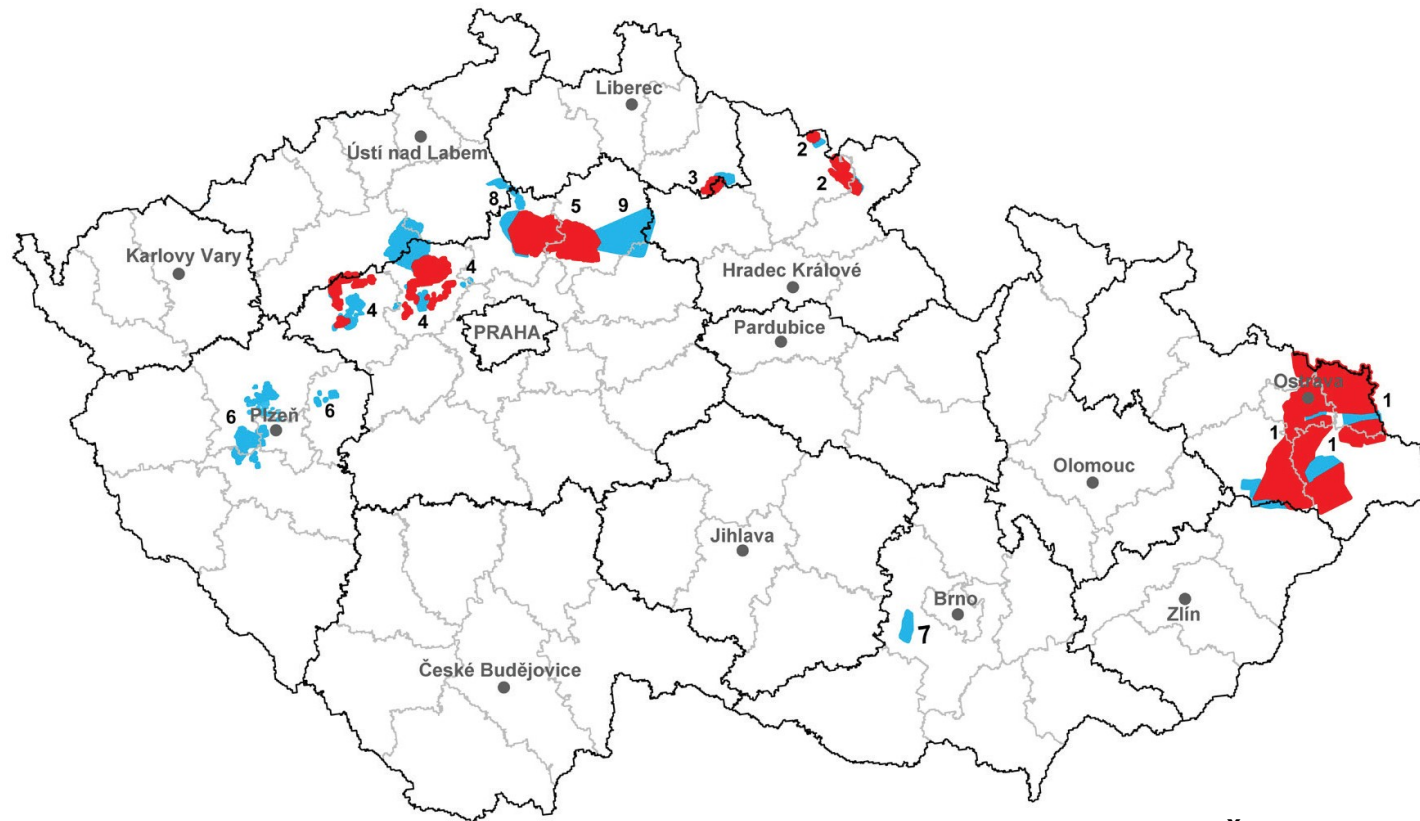 Liberec
Ústí nad Labem
2
2
3
8
5
9
Karlovy Vary
4
Hradec Králové
4
4
PRAHA
Pardubice
Ostrava
1
6
Plzeň
6
1
1
Olomouc
Jihlava
Brno
7
Zlín
České Budějovice